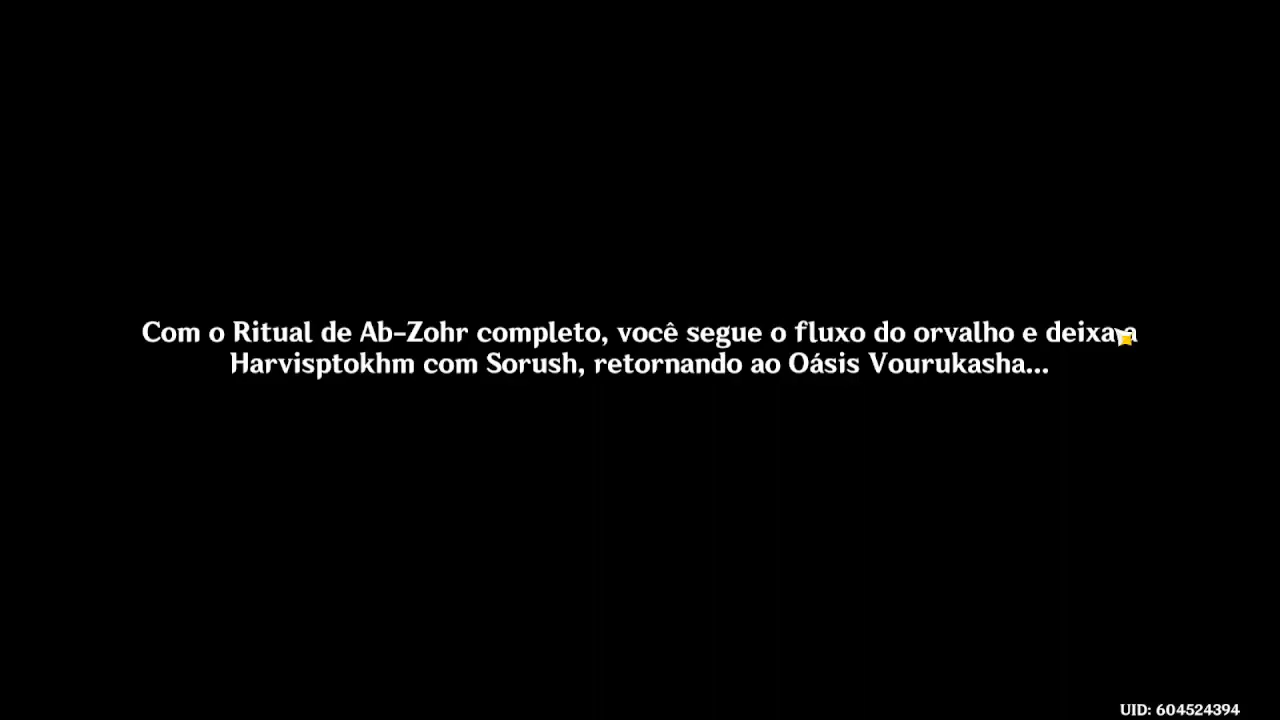 Com o Ritual de Ab-Zohr completo, você segue o fluxo do orvalho e deixa a
Harvisptokhm com Sorush, retornando ao Oásis Vourukasha...
UID: 604524394